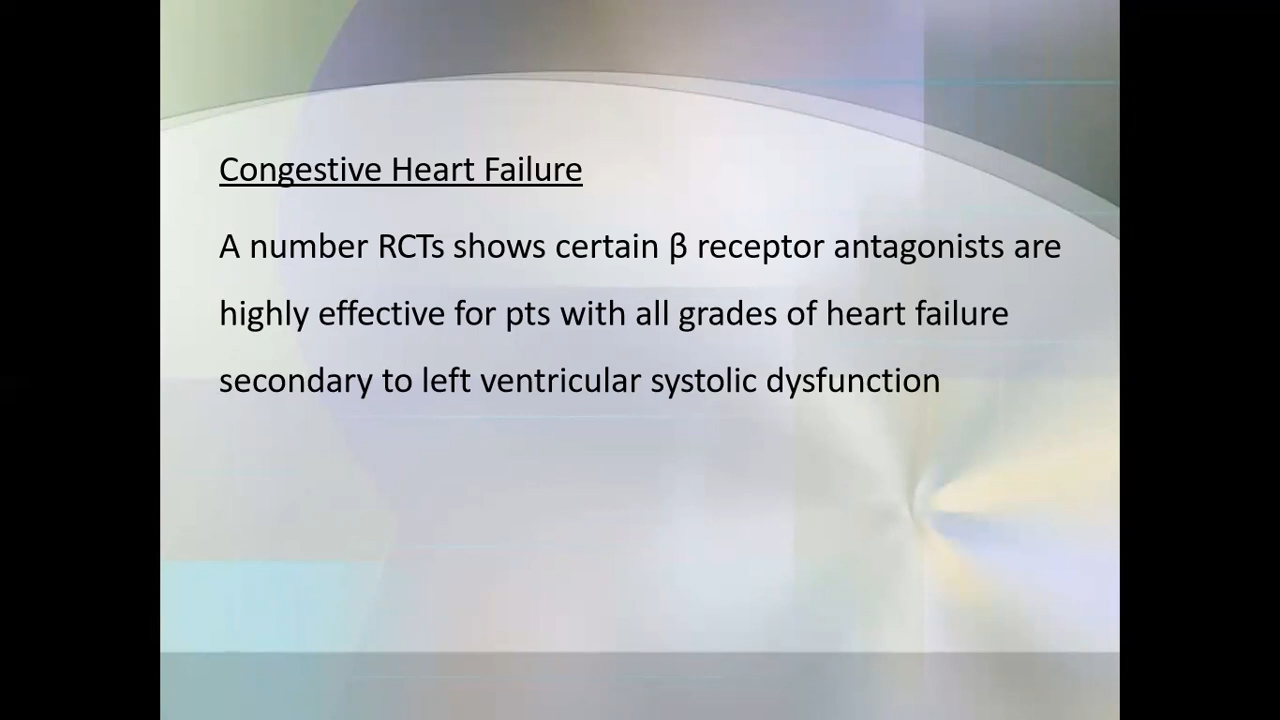 Congestive Heart Failure
A number RCTs shows certain β receptor antagonists are
highly effective for pts with all grades of heart failure
secondary to left ventricular systolic dysfunction